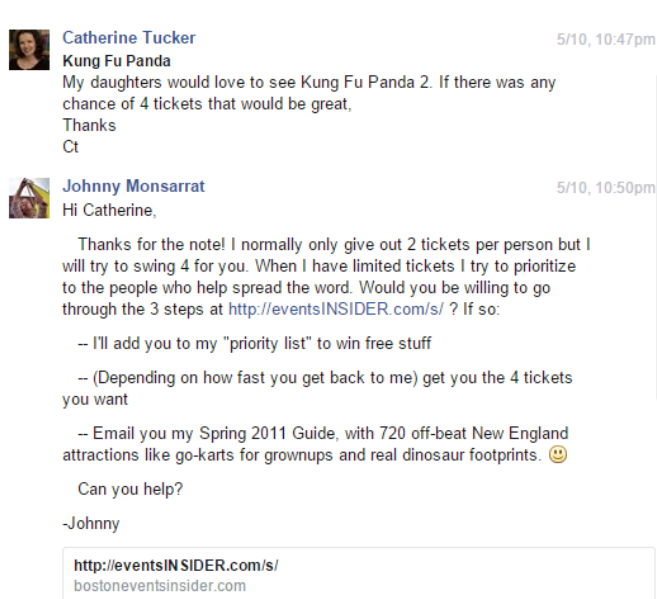 Catherine Tucker
5/10, 10:47pm
Kung Fu Panda
My daughters would love to see Kung Fu Panda 2. If there was any
chance of 4 tickets that would be great,
Thanks
Ct
Johnny Monsarrat
5/10, 10:50pm
Hi Catherine,
Thanks for the note! I normally only give out 2 tickets per person but I
will try to swing 4 for you. When I have limited tickets I try to prioritize
to the people who help spread the word. Would you be willing to go
through the 3 steps at http://eventsINSIDER.com/s/ ? If so:
-- I'll add you to my "priority list" to win free stuff
-- (Depending on how fast you get back to me) get you the 4 tickets
you want
-- Email you my Spring 2011 Guide, with 720 off-beat New England
attractions like go-karts for grownups and real dinosaur footprints.
Can you help?
-Johnny
http://eventsINSIDER.com/s/
bostoneventsinsider.com